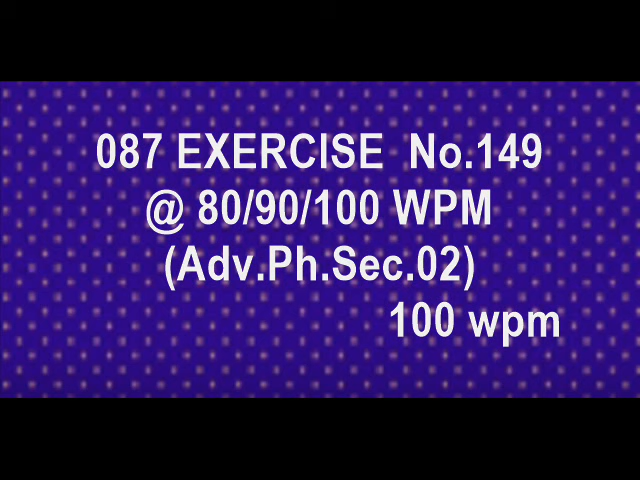 087 EXERCISE No.149
@ 80/90/100 WPM
(Adv.Ph.Sec.02)
100 wpm